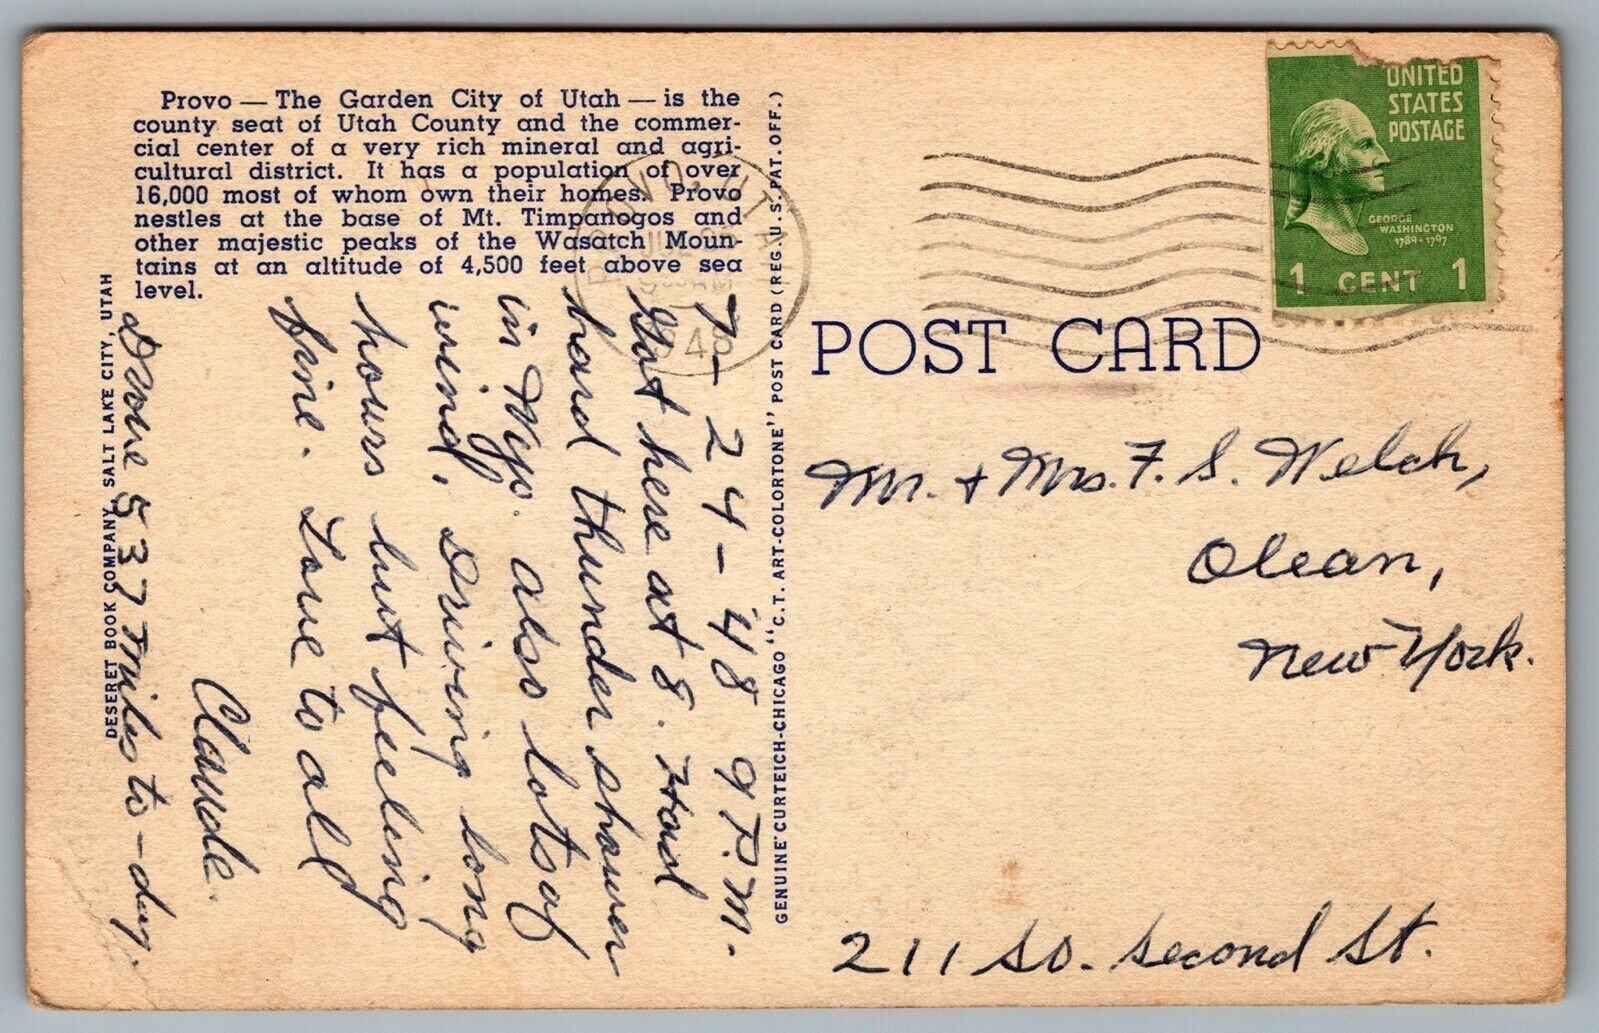 Provo — The Garden City of Utah — is the
county seat of Utah County and the commer-
cial center of a very rich mineral and agri-
cultural district. It has a population of over
16,000 most of whom own their homes. Provo
nestles at the base of Mt. Timpanogos and
other majestic peaks of the Wasatch Moun-
tains at an altitude of 4,500 feet above sea
level.
DESERET BOOK COMPANY, SALT LAKE CITY, UTAH
7-24-'48 9 P.M.
Got here at 8. Had
hard thunder shower
in Wyo. also lots of
wind. Driving long
hours but feeling
fine. Love to all
Claude.
Drove 537 miles to-day.
GENUINE CURTEICH-CHICAGO "C.T. ART-COLORTONE" POST CARD (REG. U.S. PAT. OFF.)
PROVO, UTAH
1948
UNITED
STATES
POSTAGE
GEORGE
WASHINGTON
1789-1797
1 CENT 1
POST CARD
Mr. + Mrs. F. S. Welch,
Olean,
New York.
211 So. Second St.